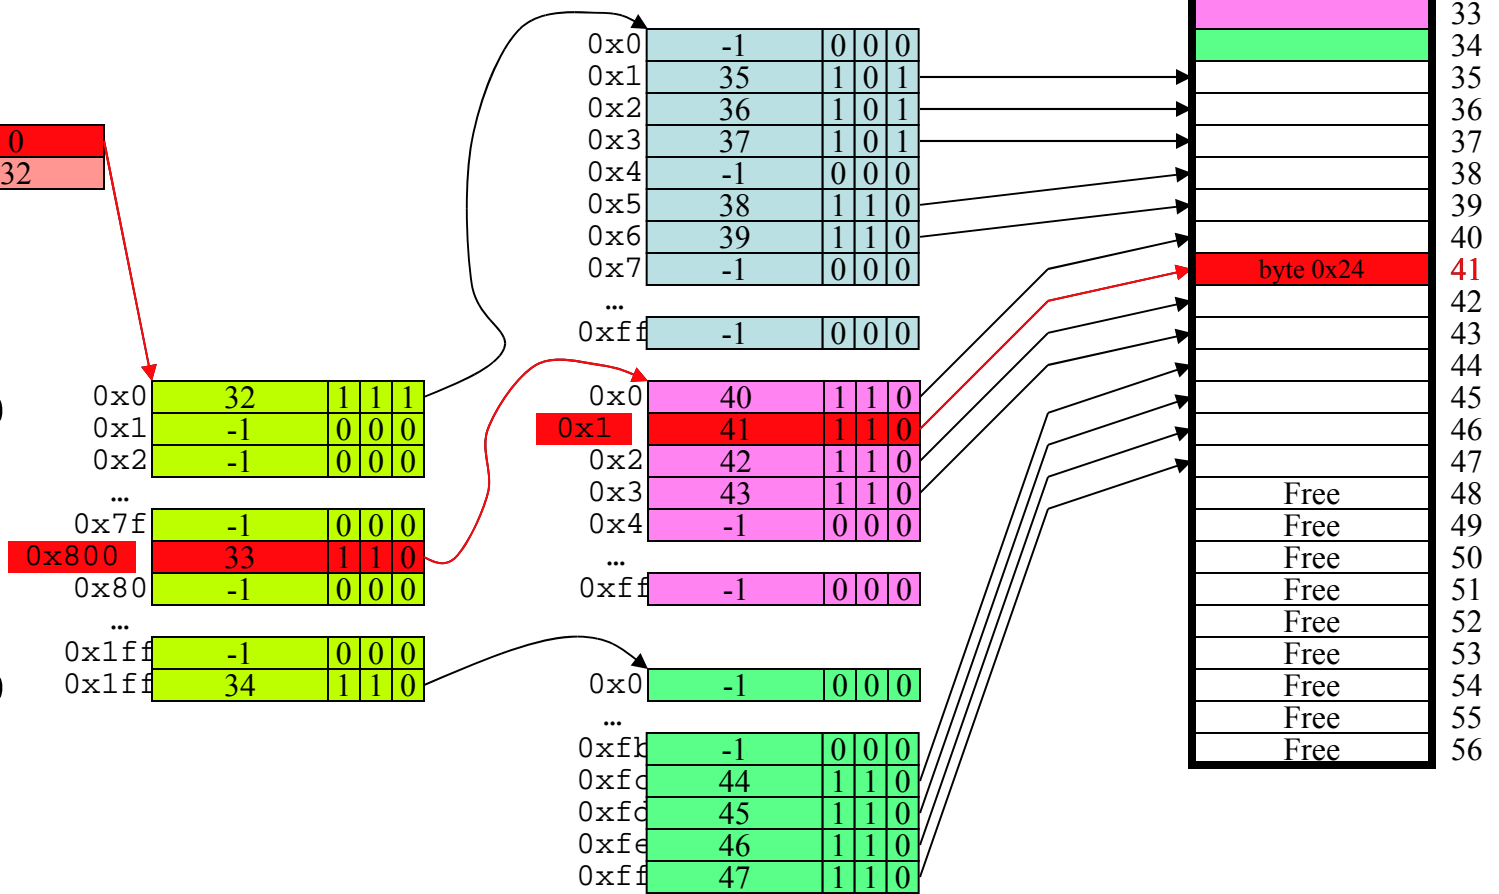 0
32
0x0 32 1 1 1
0x1 -1 0 0 0
0x2 -1 0 0 0
...
0x7f -1 0 0 0
0x800 33 1 1 0
0x80 -1 0 0 0
...
0x1ff -1 0 0 0
0x1ff 34 1 1 0
0x0 -1 0 0 0
0x1 35 1 0 1
0x2 36 1 0 1
0x3 37 1 0 1
0x4 -1 0 0 0
0x5 38 1 1 0
0x6 39 1 1 0
0x7 -1 0 0 0
...
0xff -1 0 0 0
0x0 40 1 1 0
0x1 41 1 1 0
0x2 42 1 1 0
0x3 43 1 1 0
0x4 -1 0 0 0
...
0xff -1 0 0 0
0x0 -1 0 0 0
...
0xfb -1 0 0 0
0xfc 44 1 1 0
0xfd 45 1 1 0
0xfe 46 1 1 0
0xff 47 1 1 0
33
34
35
36
37
38
39
40
byte 0x24 41
42
43
44
45
46
47
Free 48
Free 49
Free 50
Free 51
Free 52
Free 53
Free 54
Free 55
Free 56